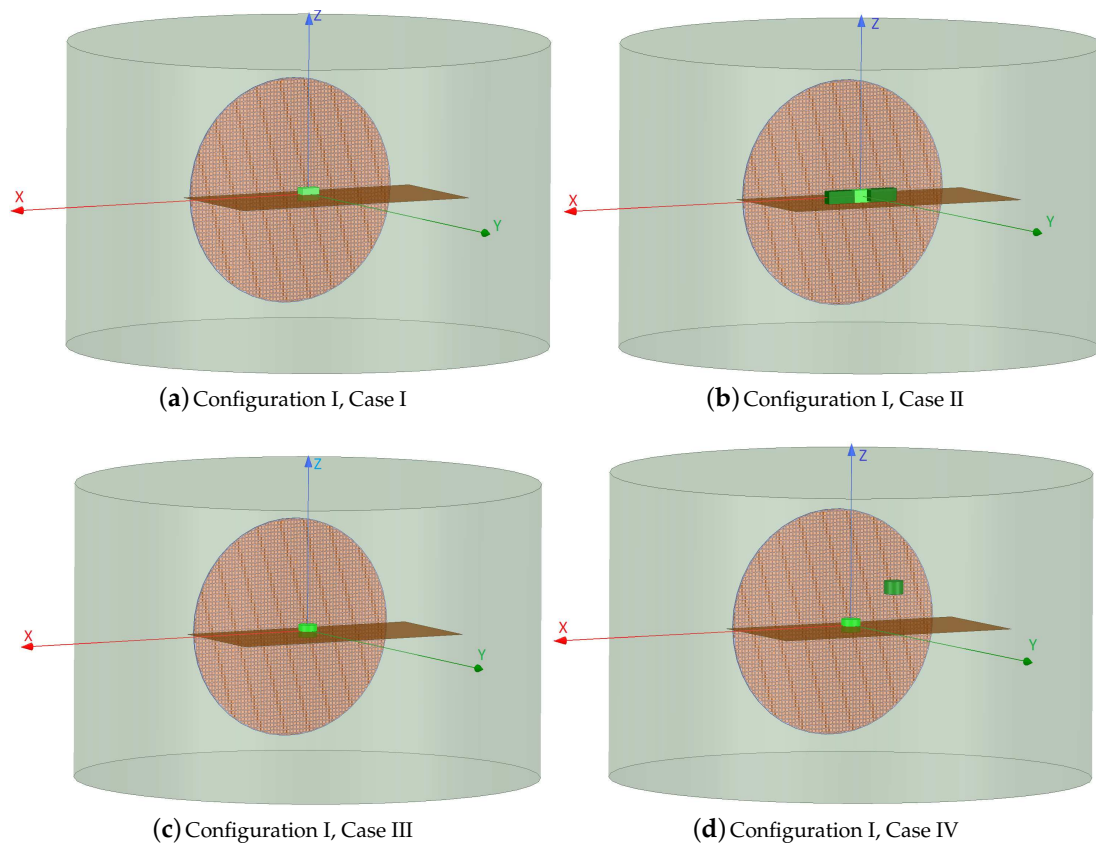 Z
X
Y
Z
X
Y
(a) Configuration I, Case I
(b) Configuration I, Case II
Z
X
Y
Z
X
Y
(c) Configuration I, Case III
(d) Configuration I, Case IV